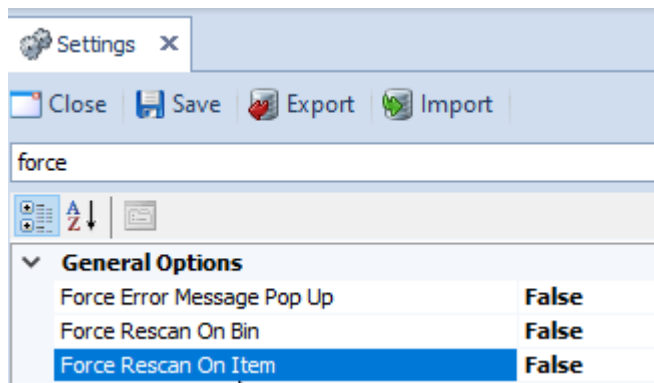 Settings
Close Save Export Import
force
General Options
Force Error Message Pop Up False
Force Rescan On Bin False
Force Rescan On Item False